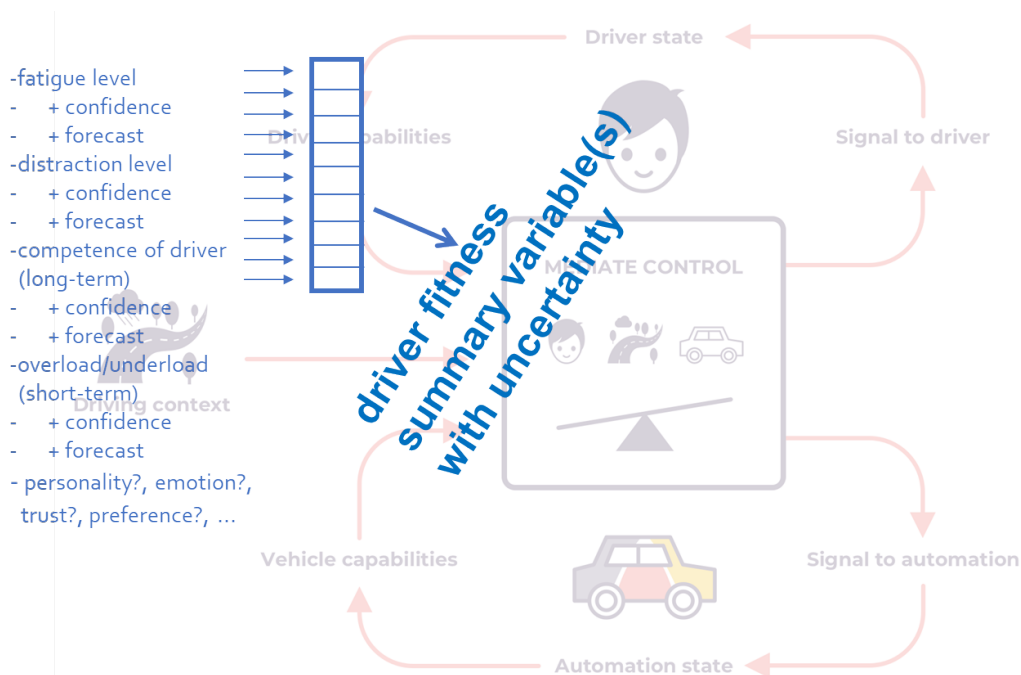 -fatigue level
-	+ confidence
-	+ forecast
-distraction level
-	+ confidence
-	+ forecast
-competence of driver
(long-term)
-	+ confidence
-	+ forecast
-overload/underload
(short-term)
-	+ confidence
-	+ forecast
- personality?, emotion?,
trust?, preference?, ...
driver fitness
summary variable(s)
with uncertainty
Driver state
Signal to driver
MEDIATE CONTROL
Driving context
Vehicle capabilities
Signal to automation
Automation state